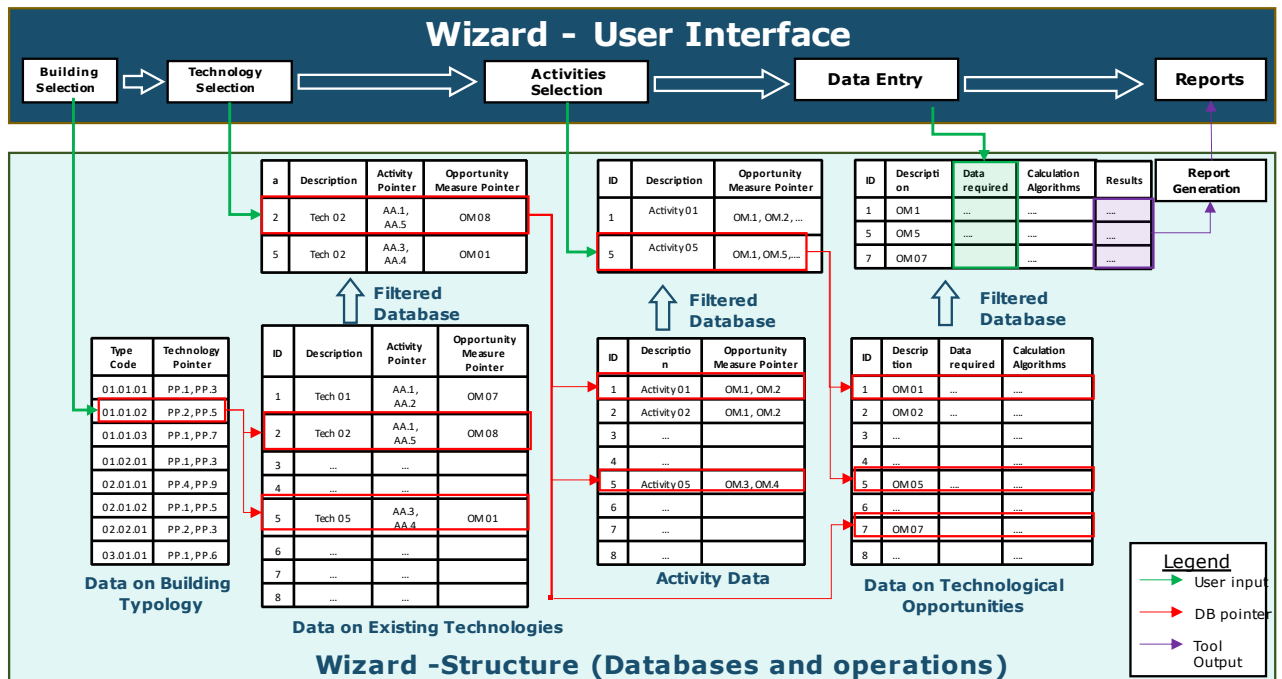 Wizard - User Interface
Building
Selection
Technology
Selection
Activities
Selection
Data Entry
Reports
a Description Activity Pointer Opportunity Measure Pointer
2 Tech 02 AA.1, AA.5 OM 08
5 Tech 02 AA.3, AA.4 OM 01
ID Description Opportunity Measure Pointer
1 Activity 01 OM.1, OM.2, ...
5 Activity 05 OM.1, OM.5,....
ID Descripti on Data required Calculation Algorithms Results
1 OM 1 ... .... ....
5 OM 5 .... .... ....
7 OM 07 .... ....
Report
Generation
Filtered
Database
Filtered
Database
Filtered
Database
Type Code Technology Pointer
01.01.01 PP.1, PP.3
01.01.02 PP.2, PP.5
01.01.03 PP.1, PP.7
01.02.01 PP.1, PP.3
02.01.01 PP.4, PP.9
02.01.02 PP.1, PP.5
02.02.01 PP.2, PP.3
03.01.01 PP.1, PP.6
Data on Building
Typology
ID Description Activity Pointer Opportunity Measure Pointer
1 Tech 01 AA.1, AA.2 OM 07
2 Tech 02 AA.1, AA.5 OM 08
3 ... ...
4 ... ...
5 Tech 05 AA.3, AA.4 OM 01
6 ... ...
7 ... ...
8 ... ...
Data on Existing Technologies
ID Descriptio n Opportunity Measure Pointer
1 Activity 01 OM.1, OM.2
2 Activity 02 OM.1, OM.2
3 ...
4 ...
5 Activity 05 OM.3, OM.4
6 ...
7 ...
8 ...
Activity Data
ID Descrip tion Data required Calculation Algorithms
1 OM 01 ... ....
2 OM 02 ... ....
3 ... ....
4 ... ....
5 OM 05 .... ....
6 ... ....
7 OM 07 ....
8 ... ....
Data on Technological
Opportunities
Legend
User input
DB pointer
Tool
Output
Wizard -Structure (Databases and operations)